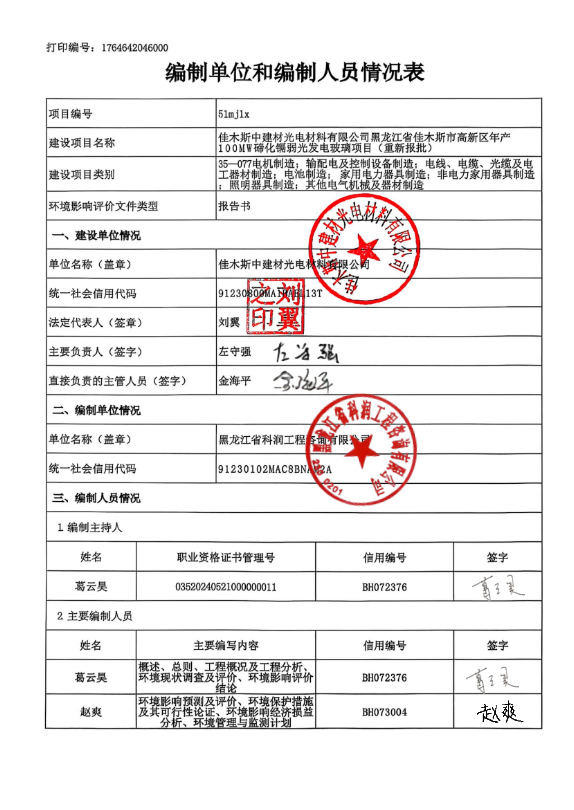 打印编号：1764642046000
编制单位和编制人员情况表
项目编号 51mj1x
建设项目名称 佳木斯中建材光电材料有限公司黑龙江省佳木斯市高新区年产
100MW碲化镉弱光发电玻璃项目（重新报批）
建设项目类别 35—077电机制造；输配电及控制设备制造；电线、电缆、光缆及电
工器材制造；电池制造；家用电力器具制造；非电力家用器具制造
；照明器具制造；其他电气机械及器材制造
环境影响评价文件类型 报告书
一、建设单位情况
单位名称（盖章） 佳木斯中建材光电材料有限公司
统一社会信用代码
法定代表人（签章） 刘翼
刘翼之印
主要负责人（签字） 左守强 左守强
直接负责的主管人员（签字） 金海平 金海平
二、编制单位情况
单位名称（盖章） 黑龙江省科润工程咨询有限公司
统一社会信用代码
三、编制人员情况
1 编制主持人
姓名 职业资格证书管理号 信用编号 签字
葛云昊 03520240521000000011 BH072376 葛云昊
2 主要编制人员
姓名 主要编写内容 信用编号 签字
葛云昊 概述、总则、工程概况及工程分析、
环境现状调查及评价、环境影响评价
结论 BH072376 葛云昊
赵爽 环境影响预测及评价、环境保护措施
及其可行性论证、环境影响经济损益
分析、环境管理与监测计划 BH073004 赵爽
佳木斯中建材光电材料有限公司
黑龙江省科润工程咨询有限公司